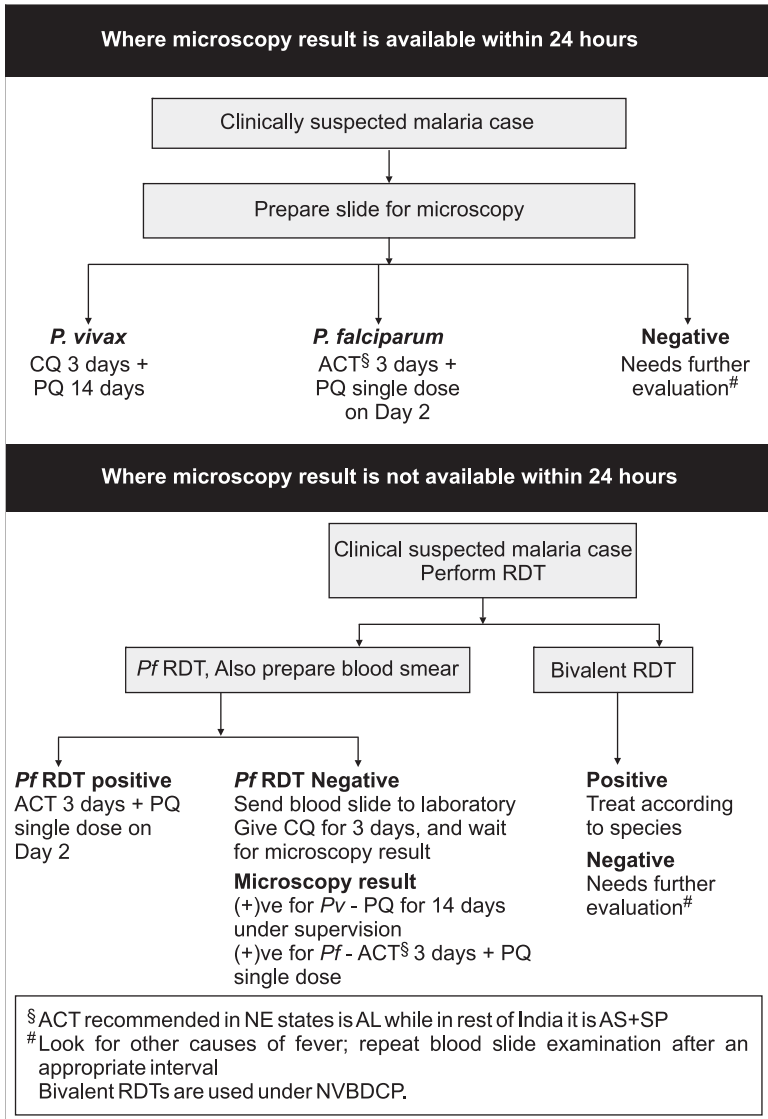 Where microscopy result is available within 24 hours
Clinically suspected malaria case
Prepare slide for microscopy
P. vivax
CQ 3 days +
PQ 14 days
P. falciparum
ACT§ 3 days +
PQ single dose
on Day 2
Negative
Needs further
evaluation#
Where microscopy result is not available within 24 hours
Clinical suspected malaria case
Perform RDT
Pf RDT, Also prepare blood smear
Bivalent RDT
Pf RDT positive
ACT 3 days + PQ
single dose on
Day 2
Pf RDT Negative
Send blood slide to laboratory
Give CQ for 3 days, and wait
for microscopy result
Microscopy result
(+)ve for Pv - PQ for 14 days
under supervision
(+)ve for Pf - ACT§ 3 days + PQ
single dose
Positive
Treat according
to species
Negative
Needs further
evaluation#
§ ACT recommended in NE states is AL while in rest of India it is AS+SP
# Look for other causes of fever; repeat blood slide examination after an
appropriate interval
Bivalent RDTs are used under NVBDCP.